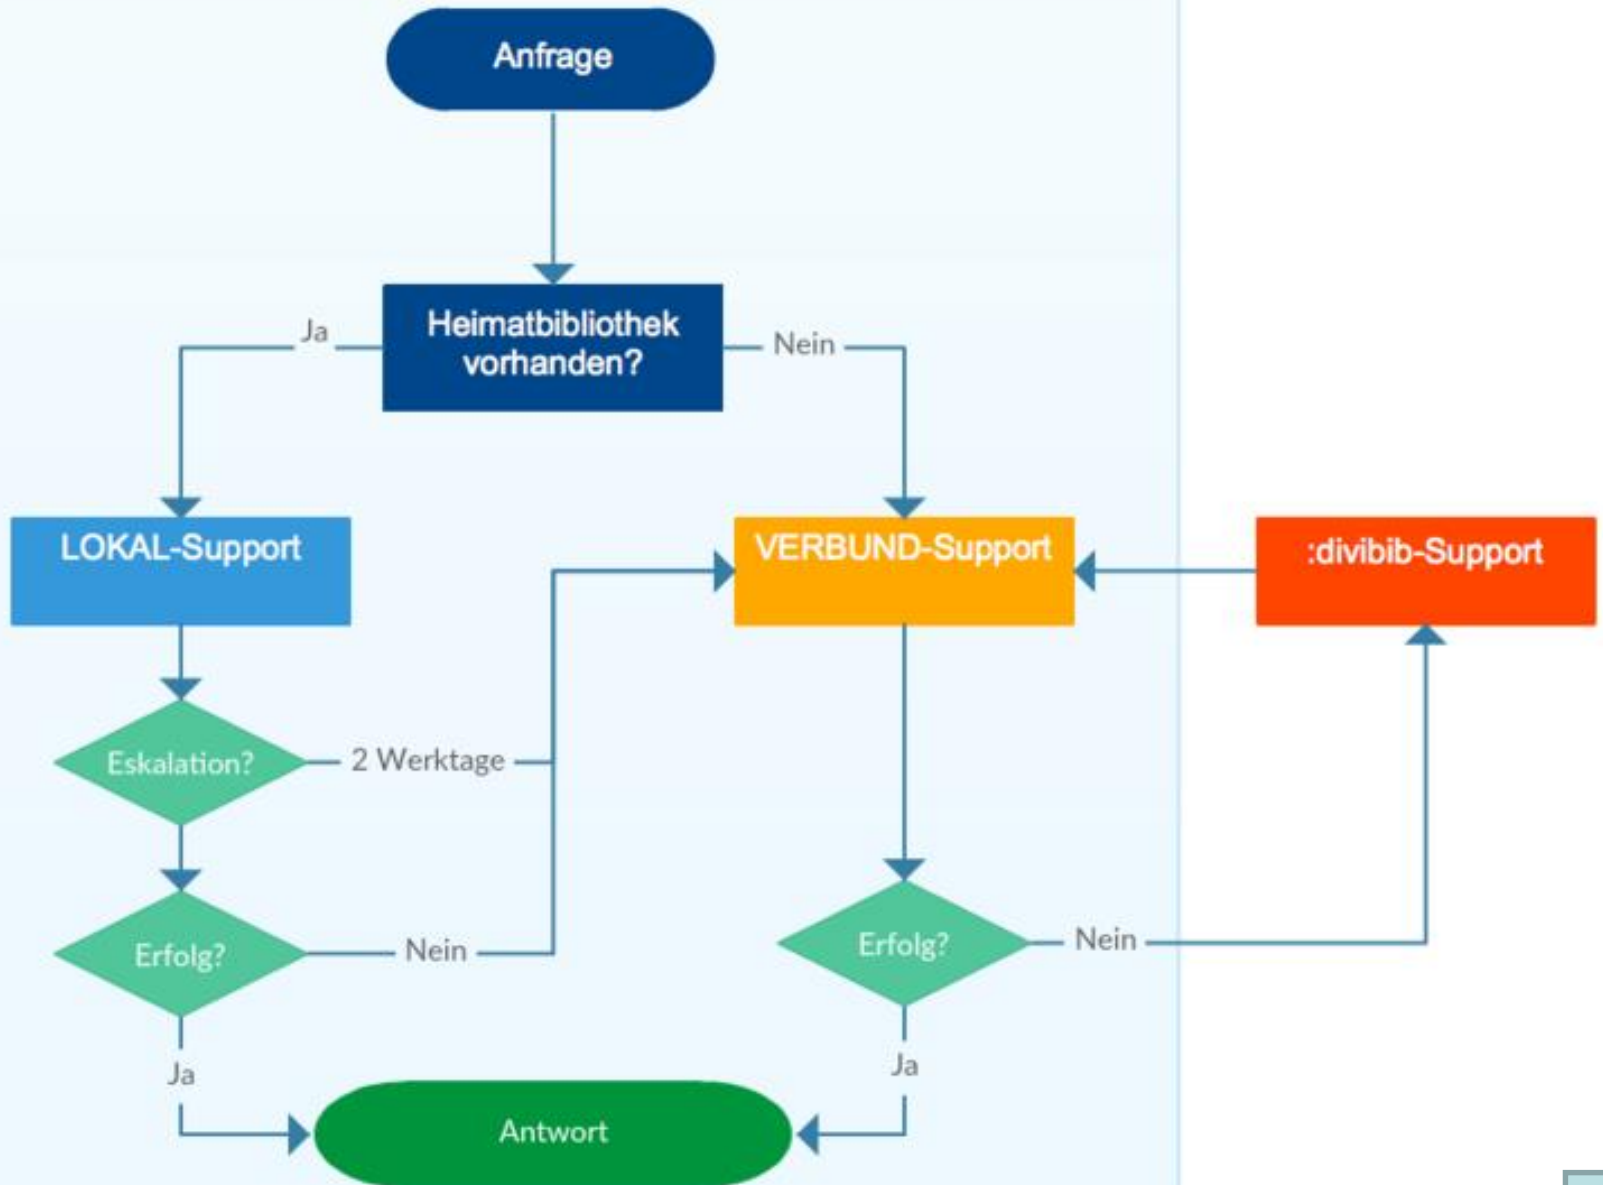 Anfrage
Heimatbibliothek
vorhanden?
Ja
Nein
LOKAL-Support
VERBUND-Support
:divibib-Support
Eskalation?
2 Werktage
Erfolg?
Nein
Erfolg?
Nein
Ja
Ja
Antwort